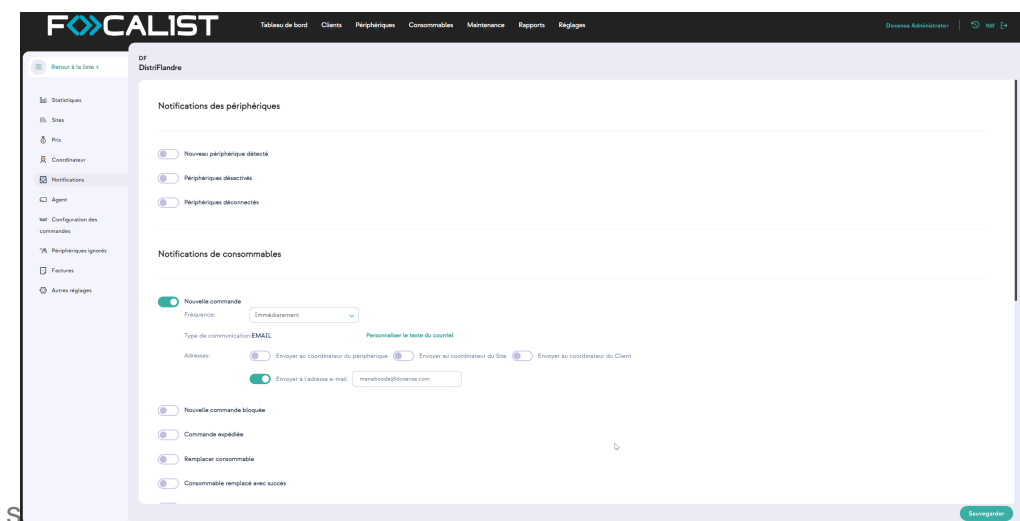 FOCALIST
Tableau de bord Clients Périphériques Consommables Maintenance Rapports Réglages
Doxense Administrator
Retour à la liste <
DF
DistriFlandre
Statistiques
Sites
Prix
Coordinateur
Notifications
Agent
Configuration des
commandes
Périphériques ignorés
Factures
Autres réglages
Notifications des périphériques
Nouveau périphérique détecté
Périphériques désactivés
Périphériques déconnectés
Notifications de consommables
Nouvelle commande
Fréquence: Immédiatement
Type de communication: EMAIL Personnaliser le texte du courriel
Adresses: Envoyer au coordinateur du périphérique Envoyer au coordinateur du Site Envoyer au coordinateur du Client
Envoyer à l'adresse e-mail meneboode@doxense.com
Nouvelle commande bloquée
Commande expédiée
Remplacer consommable
Consommable remplacé avec succès
Sauvegarder
S